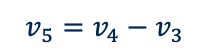 v₅ = v₄ − v₃